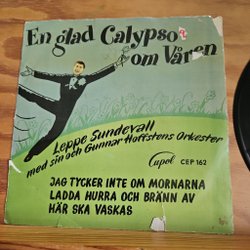 En glad Calypso
om Våren
Leppe Sundevall
med sin och Gunnar Hoffstens Orkester
Cupol CEP 162
JAG TYCKER INTE OM MORNARNA
LADDA HURRA OCH BRÄNN AV
HÄR SKA VASKAS